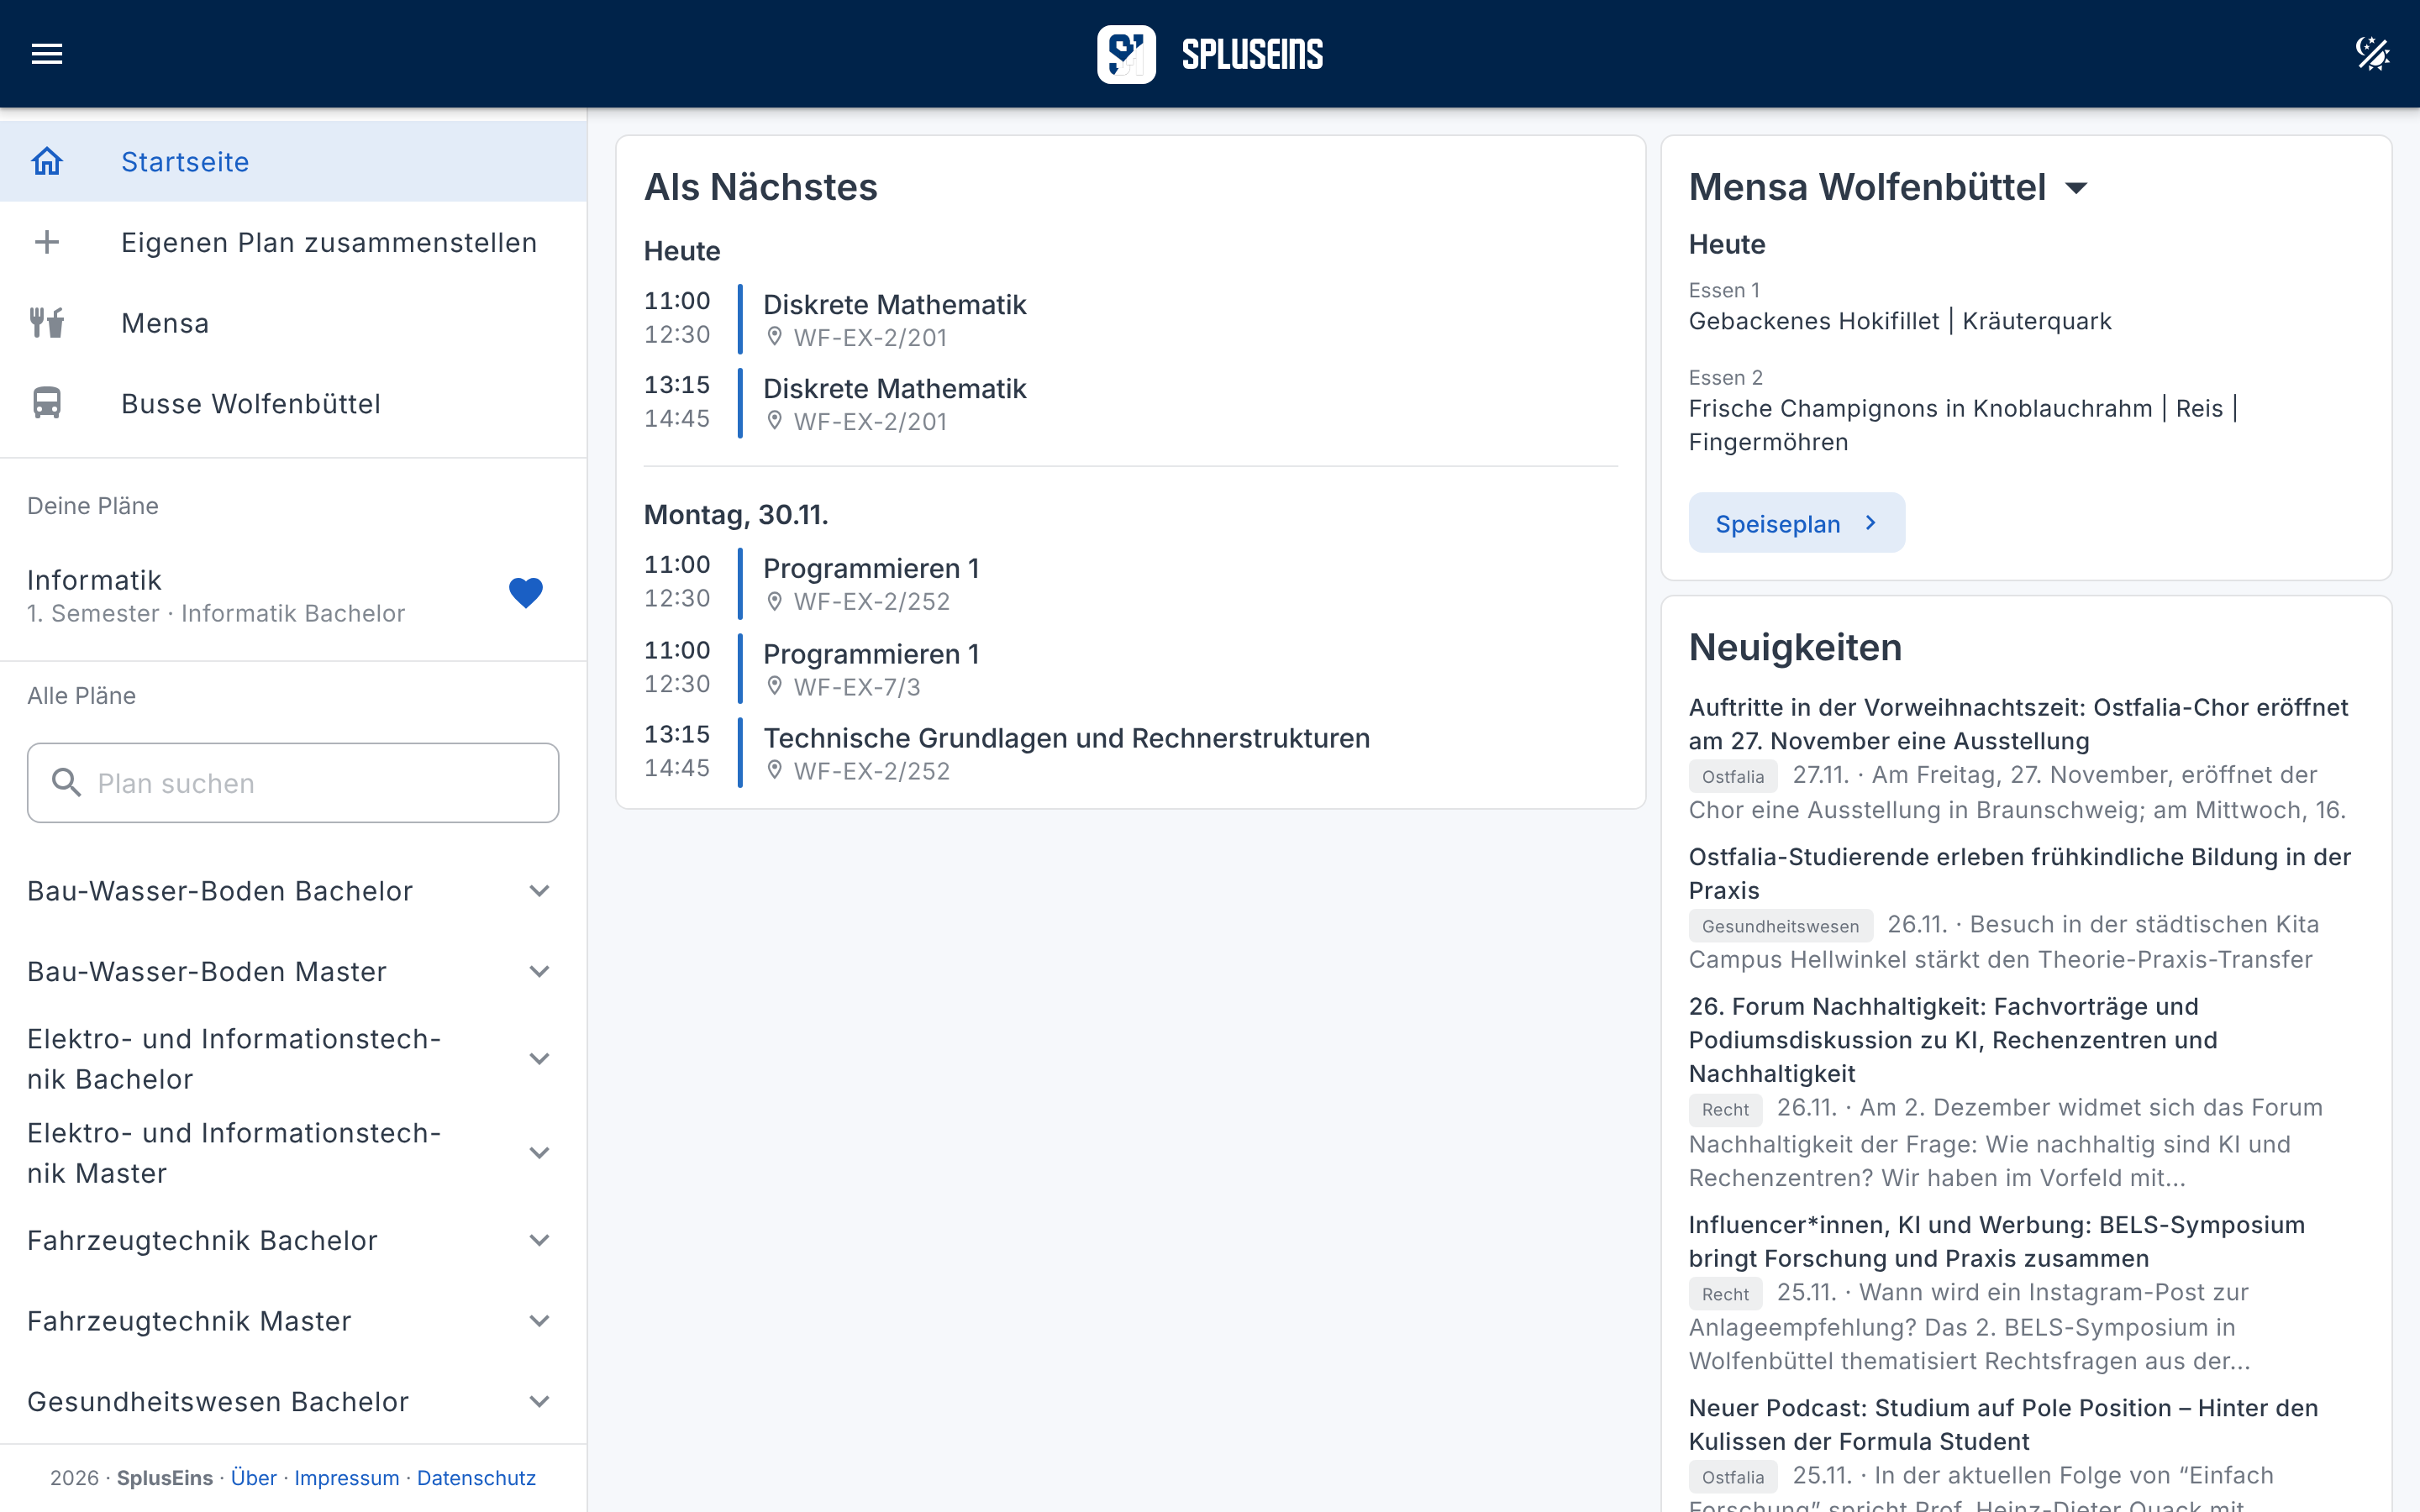 SPLUSEINS
Startseite
Eigenen Plan zusammenstellen
Mensa
Busse Wolfenbüttel
Deine Pläne
Informatik
1. Semester · Informatik Bachelor
Alle Pläne
Plan suchen
Bau-Wasser-Boden Bachelor
Bau-Wasser-Boden Master
Elektro- und Informationstech-
nik Bachelor
Elektro- und Informationstech-
nik Master
Fahrzeugtechnik Bachelor
Fahrzeugtechnik Master
Gesundheitswesen Bachelor
2026 · SplusEins · Über · Impressum · Datenschutz
Als Nächstes
Heute
11:00 Diskrete Mathematik
12:30 WF-EX-2/201
13:15 Diskrete Mathematik
14:45 WF-EX-2/201
Montag, 30.11.
11:00 Programmieren 1
12:30 WF-EX-2/252
11:00 Programmieren 1
12:30 WF-EX-7/3
13:15 Technische Grundlagen und Rechnerstrukturen
14:45 WF-EX-2/252
Mensa Wolfenbüttel
Heute
Essen 1
Gebackenes Hokifillet | Kräuterquark
Essen 2
Frische Champignons in Knoblauchrahm | Reis |
Fingermöhren
Speiseplan
Neuigkeiten
Auftritte in der Vorweihnachtszeit: Ostfalia-Chor eröffnet
am 27. November eine Ausstellung
Ostfalia 27.11. · Am Freitag, 27. November, eröffnet der
Chor eine Ausstellung in Braunschweig; am Mittwoch, 16.
Ostfalia-Studierende erleben frühkindliche Bildung in der
Praxis
Gesundheitswesen 26.11. · Besuch in der städtischen Kita
Campus Hellwinkel stärkt den Theorie-Praxis-Transfer
26. Forum Nachhaltigkeit: Fachvorträge und
Podiumsdiskussion zu KI, Rechenzentren und
Nachhaltigkeit
Recht 26.11. · Am 2. Dezember widmet sich das Forum
Nachhaltigkeit der Frage: Wie nachhaltig sind KI und
Rechenzentren? Wir haben im Vorfeld mit...
Influencer*innen, KI und Werbung: BELS-Symposium
bringt Forschung und Praxis zusammen
Recht 25.11. · Wann wird ein Instagram-Post zur
Anlageempfehlung? Das 2. BELS-Symposium in
Wolfenbüttel thematisiert Rechtsfragen aus der...
Neuer Podcast: Studium auf Pole Position – Hinter den
Kulissen der Formula Student
Ostfalia 25.11. · In der aktuellen Folge von “Einfach
Forschung” spricht Prof. Heinz-Dieter Quack mit